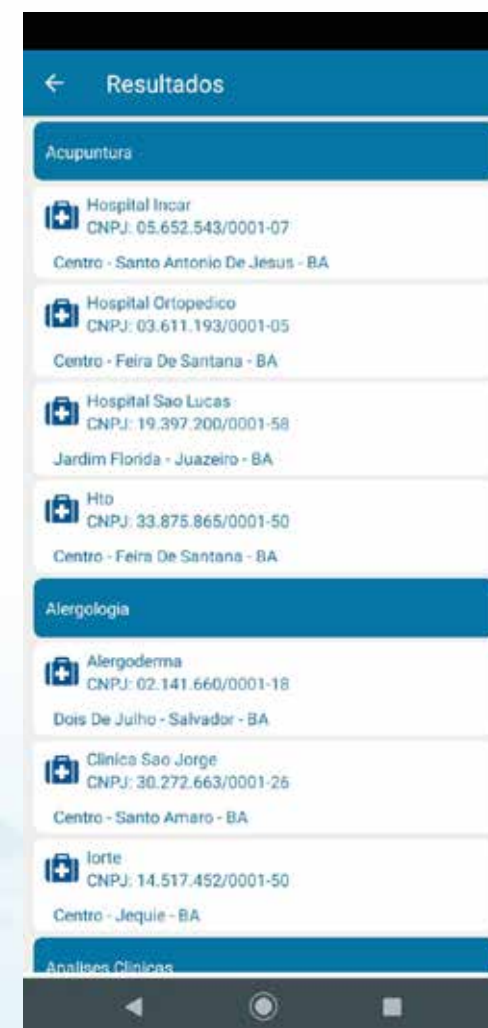 Resultados
Acupuntura
Hospital Incar
CNPJ: 05.652.543/0001-07
Centro - Santo Antonio De Jesus - BA
Hospital Ortopedico
CNPJ: 03.611.193/0001-05
Centro - Feira De Santana - BA
Hospital Sao Lucas
CNPJ: 19.397.200/0001-58
Jardim Florida - Juazeiro - BA
Hto
CNPJ: 33.875.865/0001-50
Centro - Feira De Santana - BA
Alergologia
Alergoderma
CNPJ: 02.141.660/0001-18
Dois De Julho - Salvador - BA
Clinica Sao Jorge
CNPJ: 30.272.663/0001-26
Centro - Santo Amaro - BA
Iorte
CNPJ: 14.517.452/0001-50
Centro - Jequie - BA
Analises Clinicas